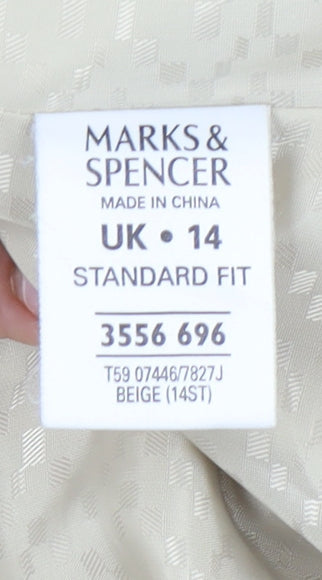 MARKS &
SPENCER
MADE IN CHINA
UK • 14
STANDARD FIT
3556 696
T59 07446/7827J
BEIGE (14ST)